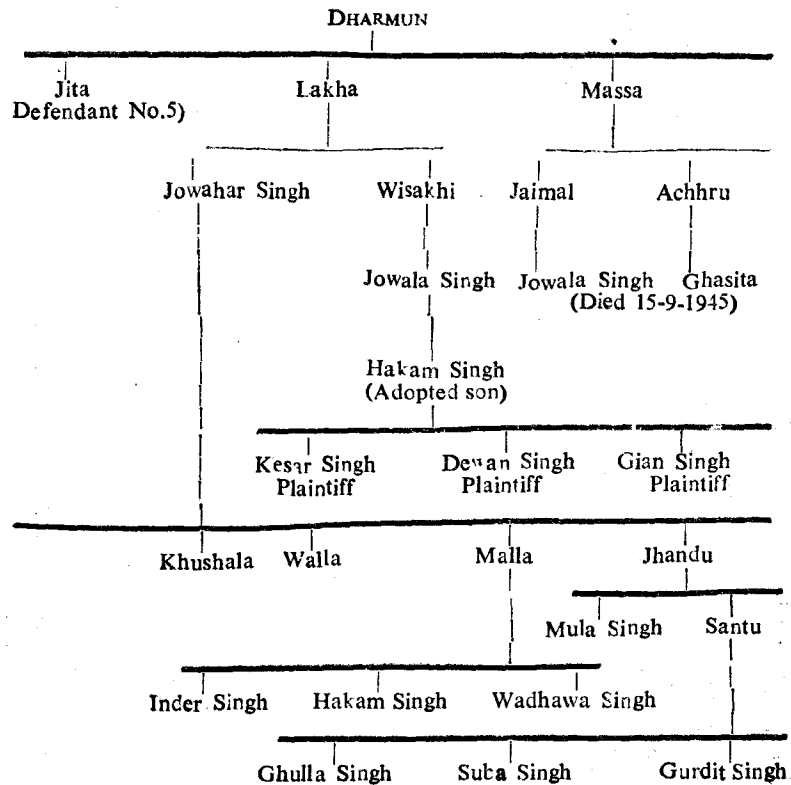 DHARMUN
Jita Lakha Massa
Defendant No.5)
Jowahar Singh Wisakhi Jaimal Achhru
Jowala Singh Jowala Singh Ghasita
(Died 15-9-1945)
Hakam Singh
(Adopted son)
Kesar Singh Dewan Singh Gian Singh
Plaintiff Plaintiff Plaintiff
Khushala Walla Malla Jhandu
Mula Singh Santu
Inder Singh Hakam Singh Wadhawa Singh
Ghulla Singh Suba Singh Gurdit Singh